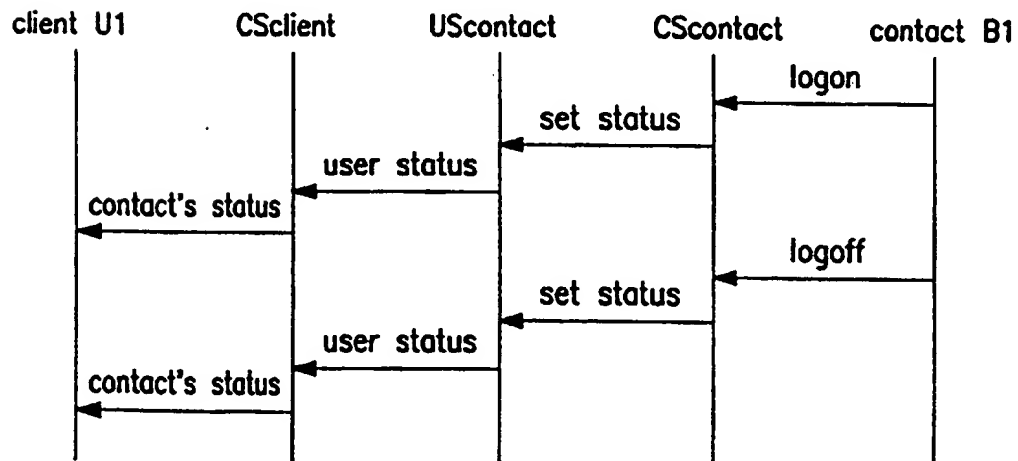 client U1 CSclient UScontact CScontact contact B1
logon
set status
user status
contact's status
logoff
set status
user status
contact's status